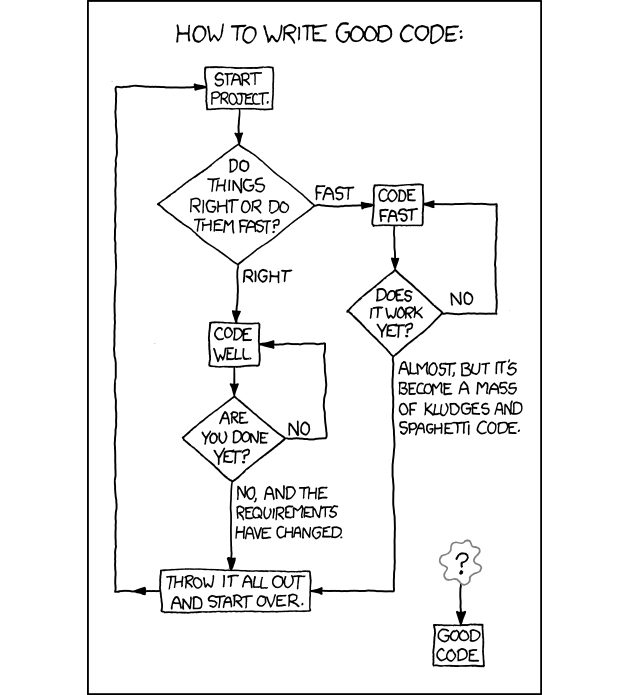 HOW TO WRITE GOOD CODE:
START
PROJECT.
DO
THINGS
RIGHT OR DO
THEM FAST?
FAST
CODE
FAST
RIGHT
DOES
IT WORK
YET?
NO
CODE
WELL
ALMOST, BUT IT'S
BECOME A MASS
OF KLUDGES AND
SPAGHETTI CODE.
ARE
YOU DONE
YET?
NO
NO, AND THE
REQUIREMENTS
HAVE CHANGED.
THROW IT ALL OUT
AND START OVER.
?
GOOD
CODE